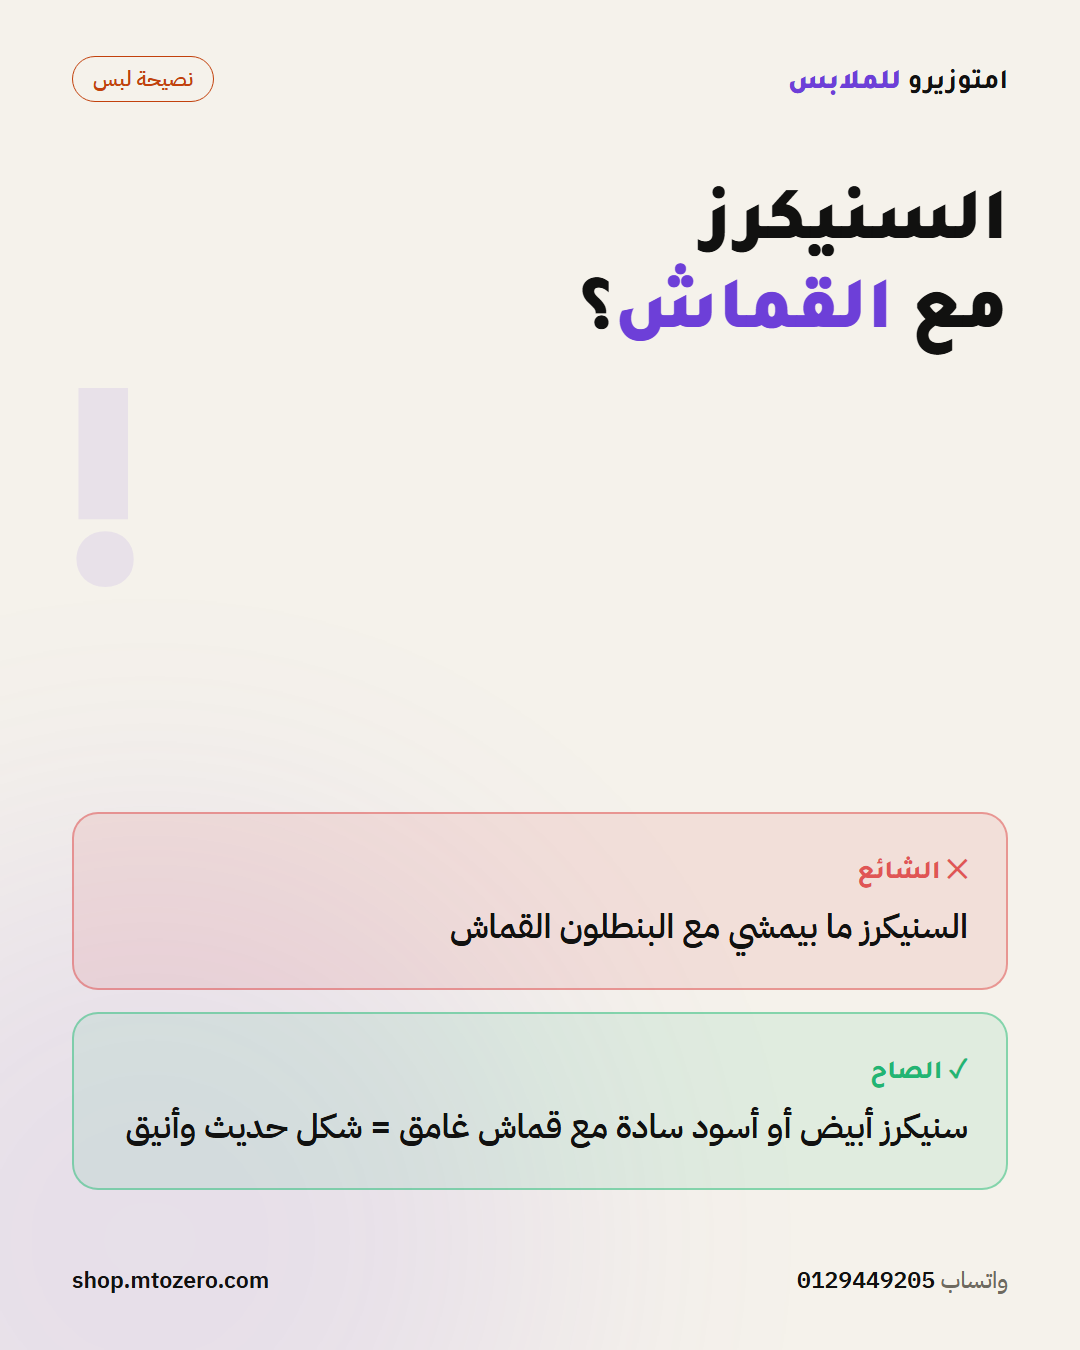 امتوزيرو للملابس
نصيحة لبس
السنيكرز
مع القماش؟
!
✕ الشائع
السنيكرز ما بيمشي مع البنطلون القماش
✓ الصاح
سنيكرز أبيض أو أسود سادة مع قماش غامق = شكل حديث وأنيق
واتساب 0129449205
shop.mtozero.com